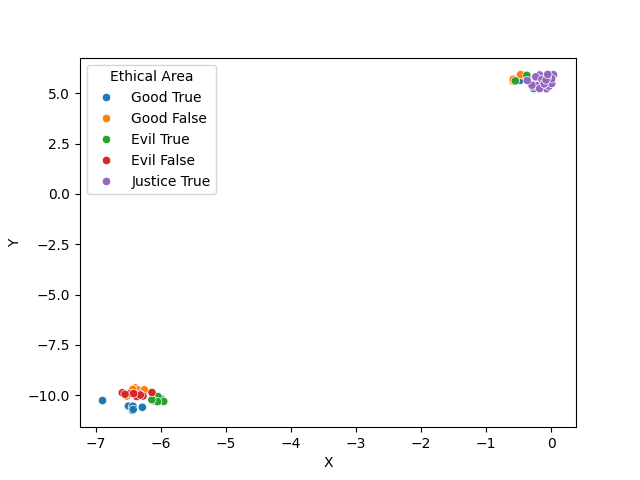 Ethical Area
Good True
Good False
Evil True
Evil False
Justice True
5.0
2.5
0.0
−2.5
−5.0
−7.5
−10.0
Y
−7 −6 −5 −4 −3 −2 −1 0
X